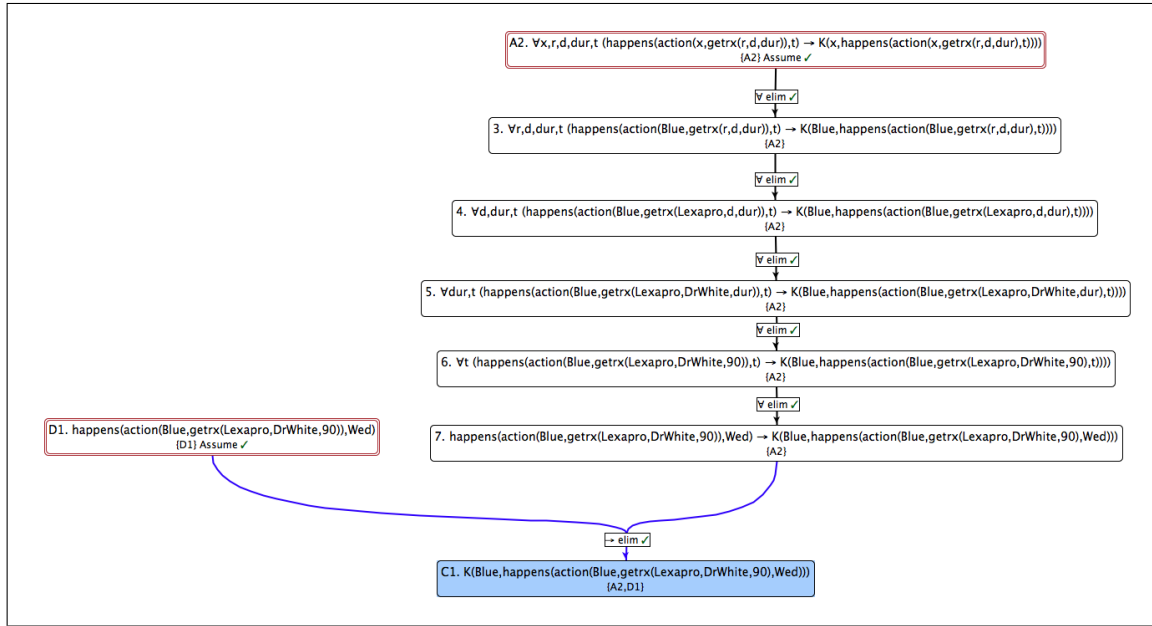 A2. ∀x,r,d,dur,t (happens(action(x,getrx(r,d,dur)),t) → K(x,happens(action(x,getrx(r,d,dur),t))))
{A2} Assume ✓
∀ elim ✓
3. ∀r,d,dur,t (happens(action(Blue,getrx(r,d,dur)),t) → K(Blue,happens(action(Blue,getrx(r,d,dur),t))))
{A2}
∀ elim ✓
4. ∀d,dur,t (happens(action(Blue,getrx(Lexapro,d,dur)),t) → K(Blue,happens(action(Blue,getrx(Lexapro,d,dur),t))))
{A2}
∀ elim ✓
5. ∀dur,t (happens(action(Blue,getrx(Lexapro,DrWhite,dur)),t) → K(Blue,happens(action(Blue,getrx(Lexapro,DrWhite,dur),t))))
{A2}
∀ elim ✓
6. ∀t (happens(action(Blue,getrx(Lexapro,DrWhite,90)),t) → K(Blue,happens(action(Blue,getrx(Lexapro,DrWhite,90),t))))
{A2}
∀ elim ✓
D1. happens(action(Blue,getrx(Lexapro,DrWhite,90)),Wed)
{D1} Assume ✓
7. happens(action(Blue,getrx(Lexapro,DrWhite,90)),Wed) → K(Blue,happens(action(Blue,getrx(Lexapro,DrWhite,90),Wed)))
{A2}
→ elim ✓
C1. K(Blue,happens(action(Blue,getrx(Lexapro,DrWhite,90),Wed)))
{A2,D1}